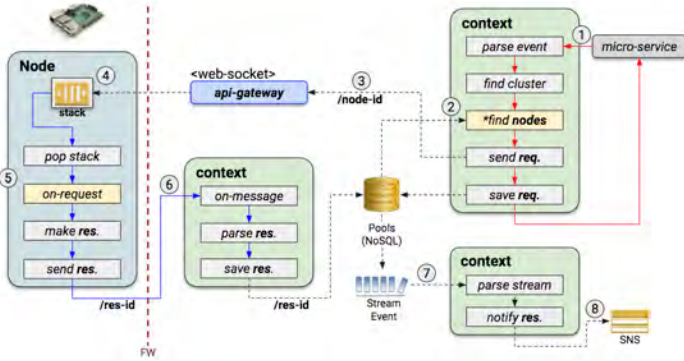 context
1
parse event
micro-service
Node
4
<web-socket>
3
find cluster
stack
api-gateway
/node-id
2
*find nodes
pop stack
context
send req.
5
6
on-request
on-message
save req.
make res.
parse res.
Pools
(NoSQL)
send res.
save res.
context
7
parse stream
/res-id
/res-id
Stream
Event
notify res.
8
SNS
FW